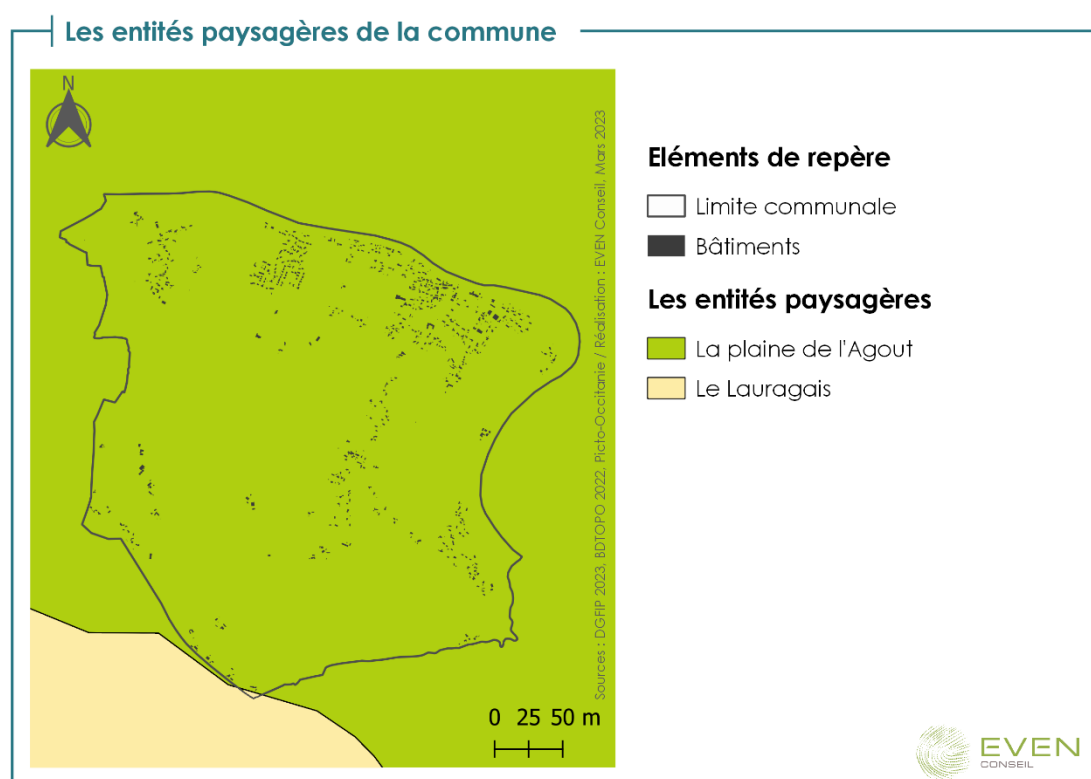 Les entités paysagères de la commune
N
Sources : DGFIP 2023, BDTOPO 2022, Picto-Occitanie / Réalisation : EVEN Conseil, Mars 2023
0 25 50 m
Eléments de repère
Limite communale
Bâtiments
Les entités paysagères
La plaine de l'Agout
Le Lauragais
EVEN
CONSEIL